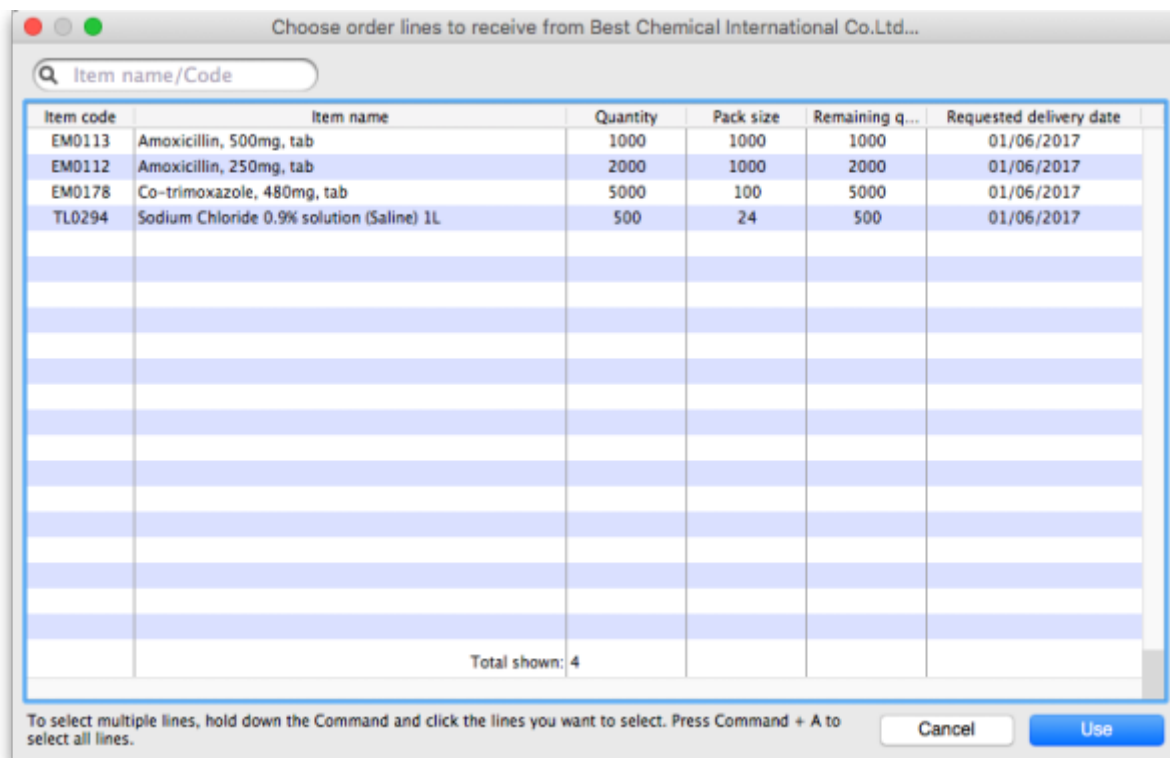 Choose order lines to receive from Best Chemical International Co.Ltd...
Item name/Code
Item code Item name Quantity Pack size Remaining q... Requested delivery date
EM0113 Amoxicillin, 500mg, tab 1000 1000 1000 01/06/2017
EM0112 Amoxicillin, 250mg, tab 2000 1000 2000 01/06/2017
EM0178 Co-trimoxazole, 480mg, tab 5000 100 5000 01/06/2017
TL0294 Sodium Chloride 0.9% solution (Saline) 1L 500 24 500 01/06/2017
Total shown: 4
To select multiple lines, hold down the Command and click the lines you want to select. Press Command + A to
select all lines.
Cancel Use